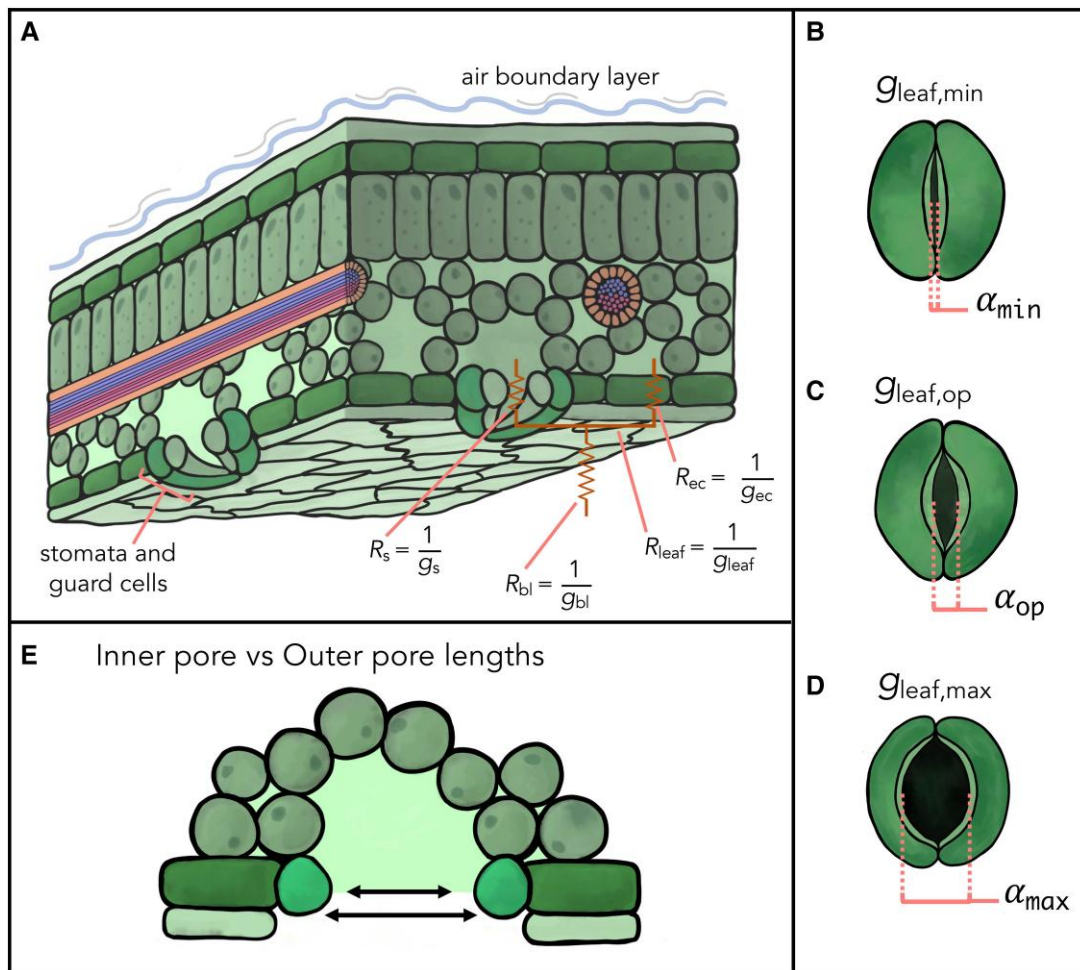 A
air boundary layer
stomata and
guard cells
R_s = 1/g_s
R_bl = 1/g_bl
R_leaf = 1/g_leaf
R_ec = 1/g_ec
B
g_leaf,min
α_min
C
g_leaf,op
α_op
D
g_leaf,max
α_max
E
Inner pore vs Outer pore lengths